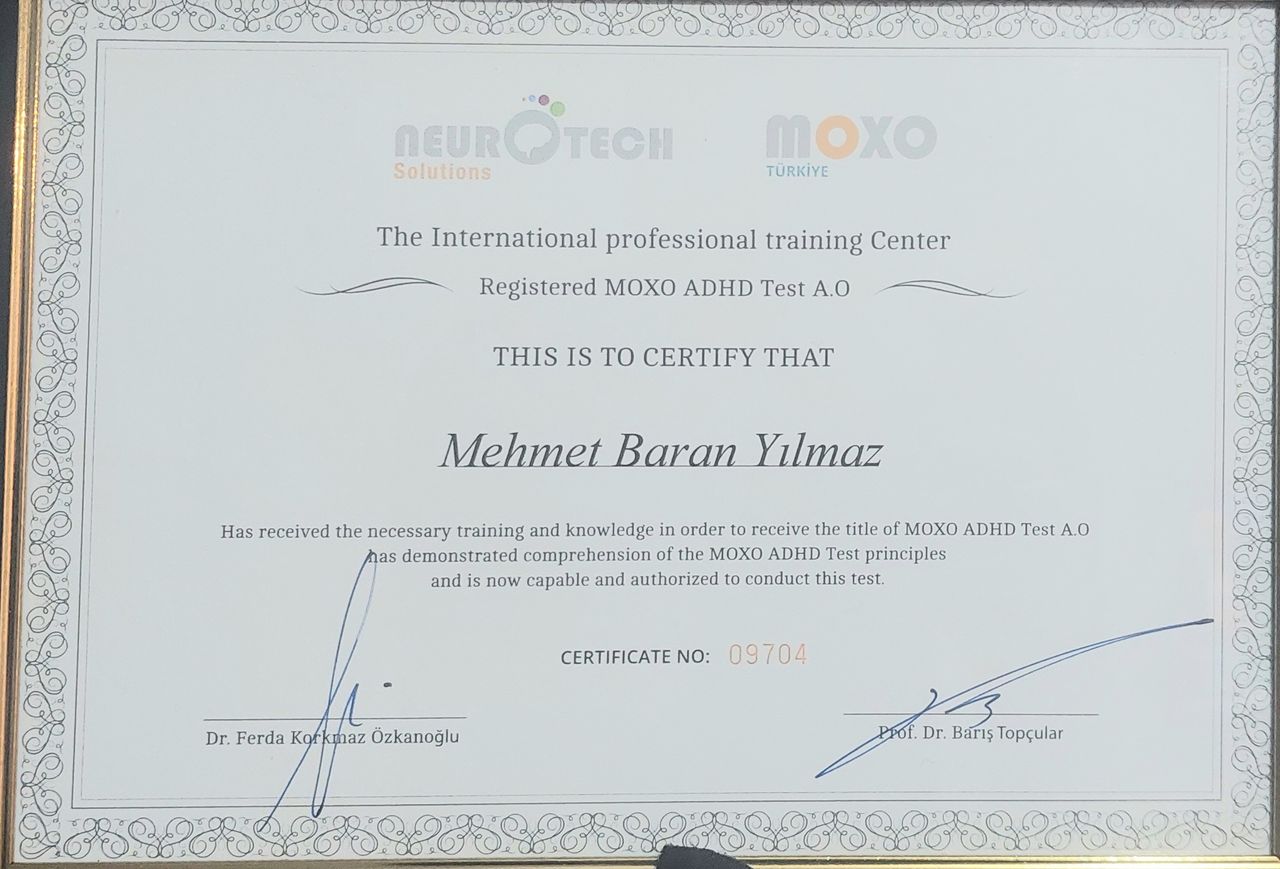 NEUROTECH
Solutions
MOXO
TÜRKİYE
The International professional training Center
Registered MOXO ADHD Test A.O
THIS IS TO CERTIFY THAT
Mehmet Baran Yılmaz
Has received the necessary training and knowledge in order to receive the title of MOXO ADHD Test A.O
has demonstrated comprehension of the MOXO ADHD Test principles
and is now capable and authorized to conduct this test.
CERTIFICATE NO: 09704
Dr. Ferda Korkmaz Özkanoğlu
Prof. Dr. Barış Topçular